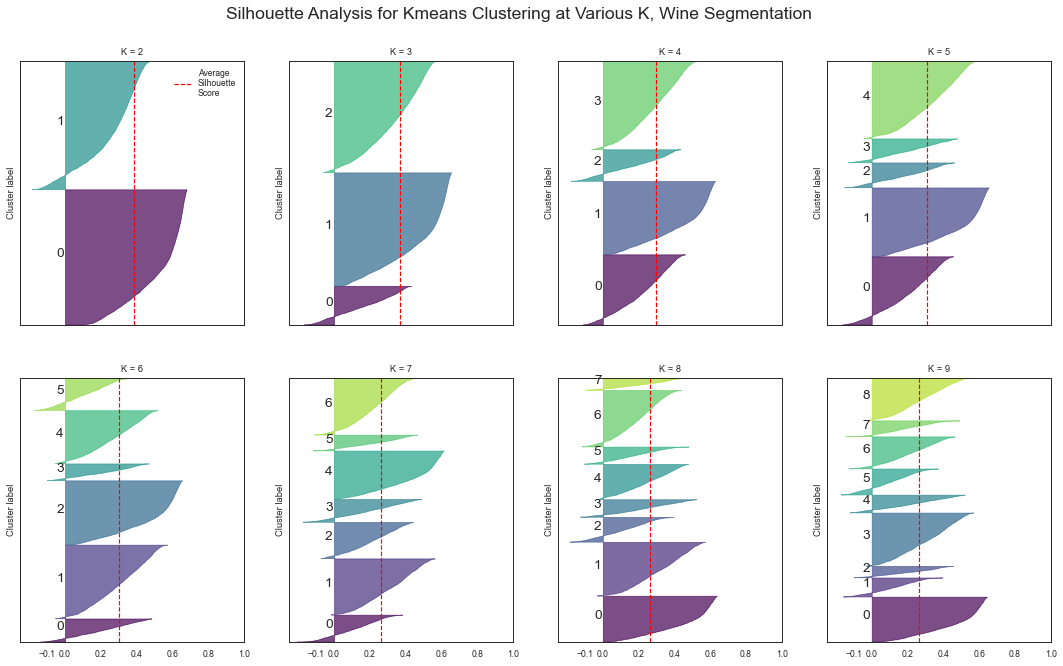 Silhouette Analysis for Kmeans Clustering at Various K, Wine Segmentation
K = 2
Cluster label
1
0
Average
Silhouette
Score
K = 3
Cluster label
2
1
0
K = 4
Cluster label
3
2
1
0
K = 5
Cluster label
4
3
2
1
0
K = 6
Cluster label
5
4
3
2
1
0
−0.1 0.0 0.2 0.4 0.6 0.8 1.0
K = 7
Cluster label
6
5
4
3
2
1
0
−0.1 0.0 0.2 0.4 0.6 0.8 1.0
K = 8
Cluster label
7
6
5
4
3
2
1
0
−0.1 0.0 0.2 0.4 0.6 0.8 1.0
K = 9
Cluster label
8
7
6
5
4
3
2
1
0
−0.1 0.0 0.2 0.4 0.6 0.8 1.0